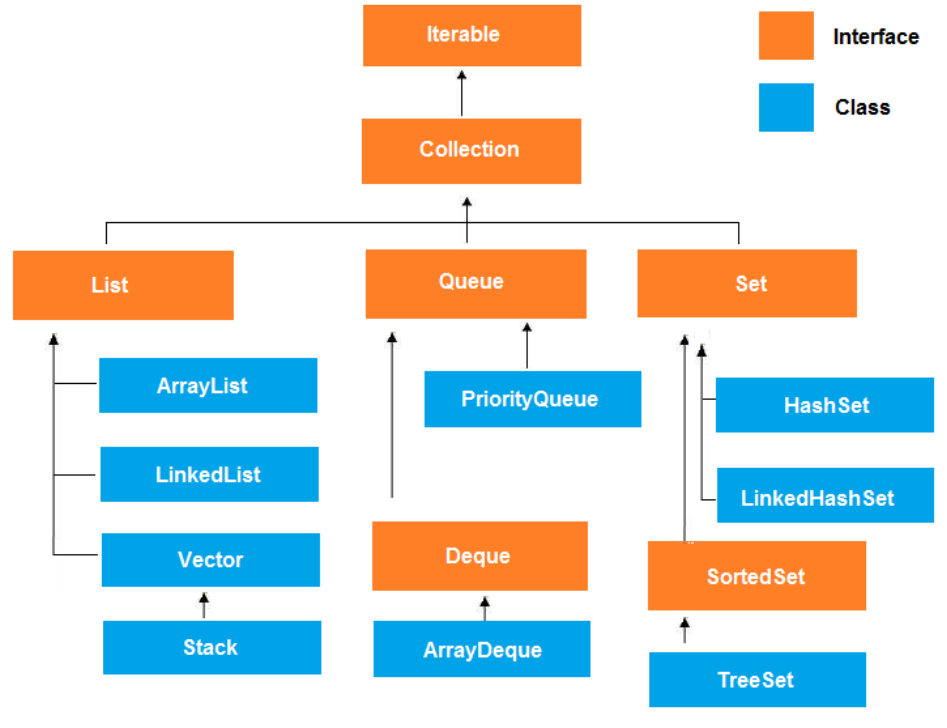 Iterable
Interface
Class
Collection
List
Queue
Set
ArrayList
PriorityQueue
HashSet
LinkedList
LinkedHashSet
Vector
Deque
SortedSet
Stack
ArrayDeque
TreeSet